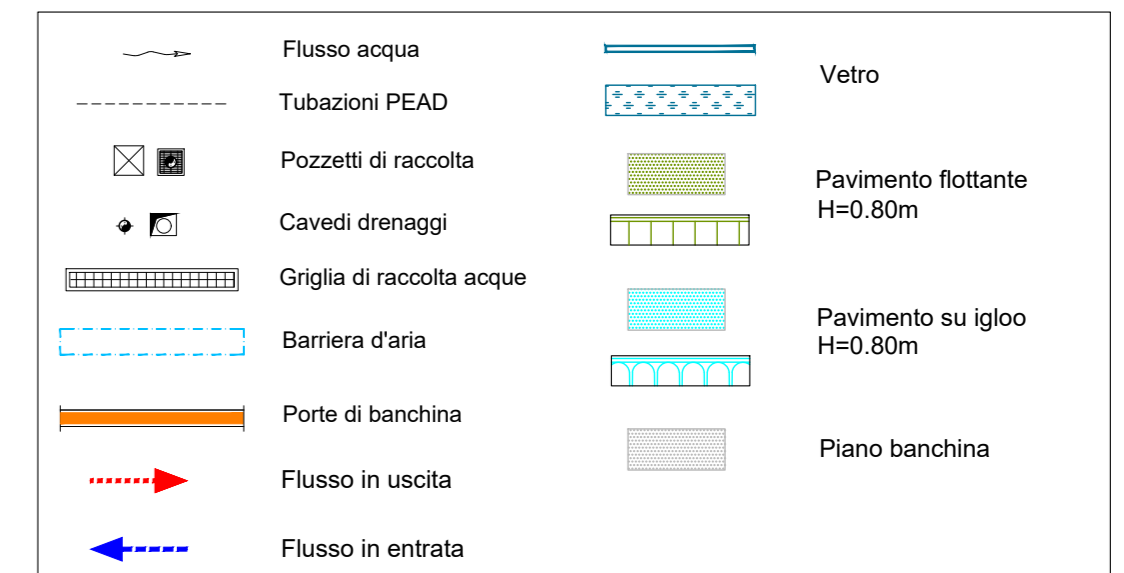 Flusso acqua
Tubazioni PEAD
Pozzetti di raccolta
Cavedi drenaggi
Griglia di raccolta acque
Barriera d'aria
Porte di banchina
Flusso in uscita
Flusso in entrata
Vetro
Pavimento flottante
H=0.80m
Pavimento su igloo
H=0.80m
Piano banchina